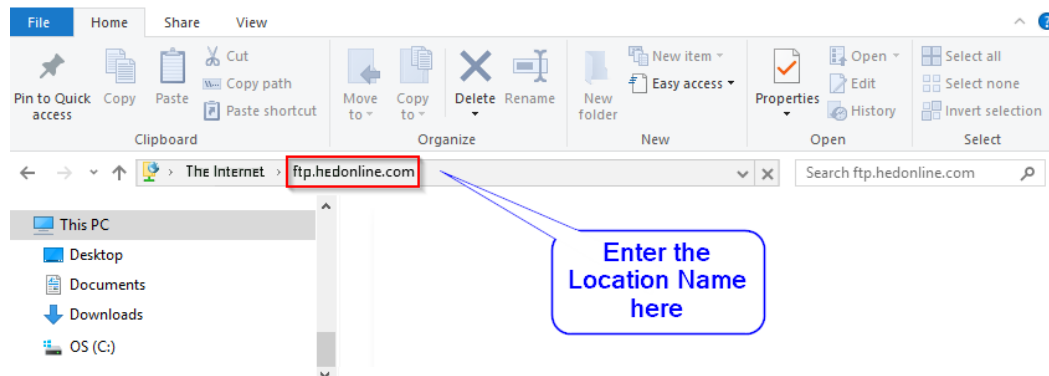 File Home Share View
Pin to Quick access
Copy
Paste
Cut
Copy path
Paste shortcut
Clipboard
Move to
Copy to
Delete
Rename
Organize
New folder
New item
Easy access
New
Properties
Open
Edit
History
Open
Select all
Select none
Invert selection
Select
The Internet ftp.hedonline.com
Search ftp.hedonline.com
This PC
Desktop
Documents
Downloads
OS (C:)
Enter the
Location Name
here